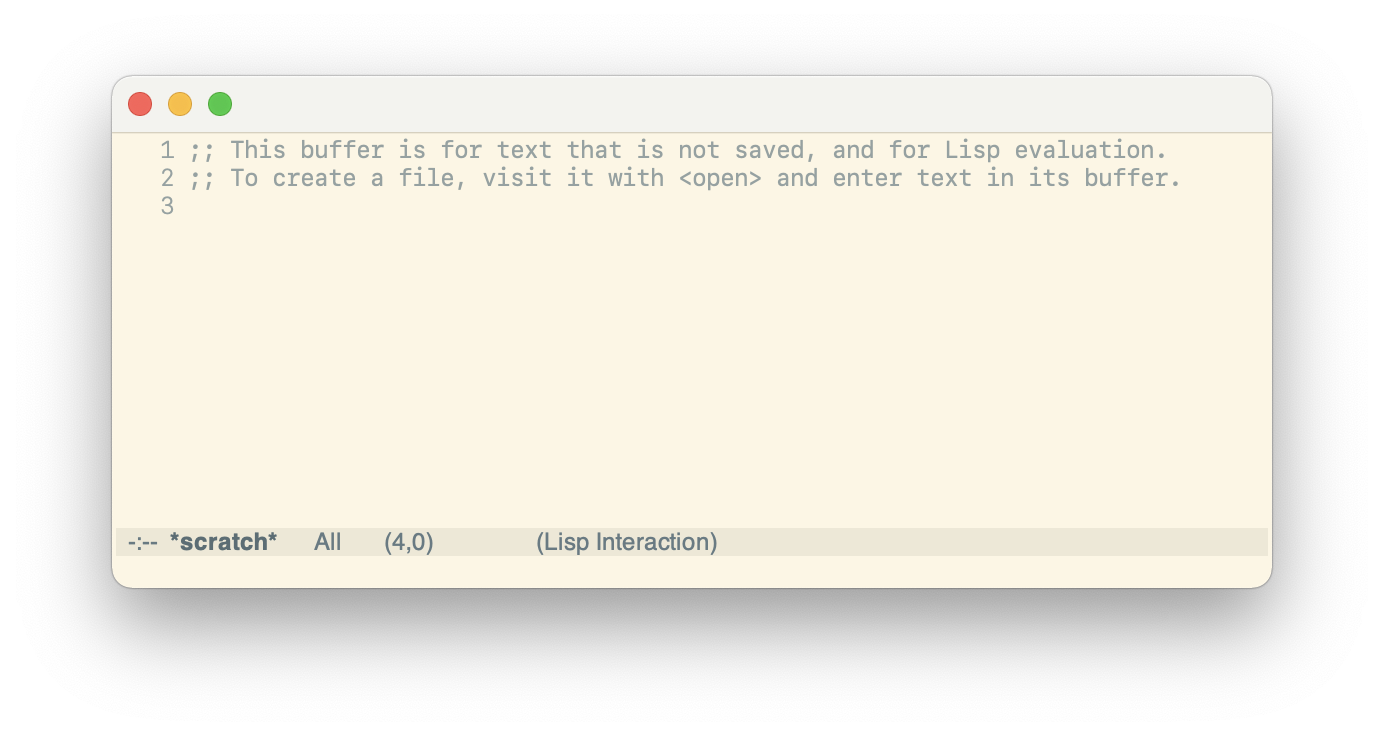 1 ;; This buffer is for text that is not saved, and for Lisp evaluation.
2 ;; To create a file, visit it with <open> and enter text in its buffer.
3
-:-- *scratch* All (4,0) (Lisp Interaction)